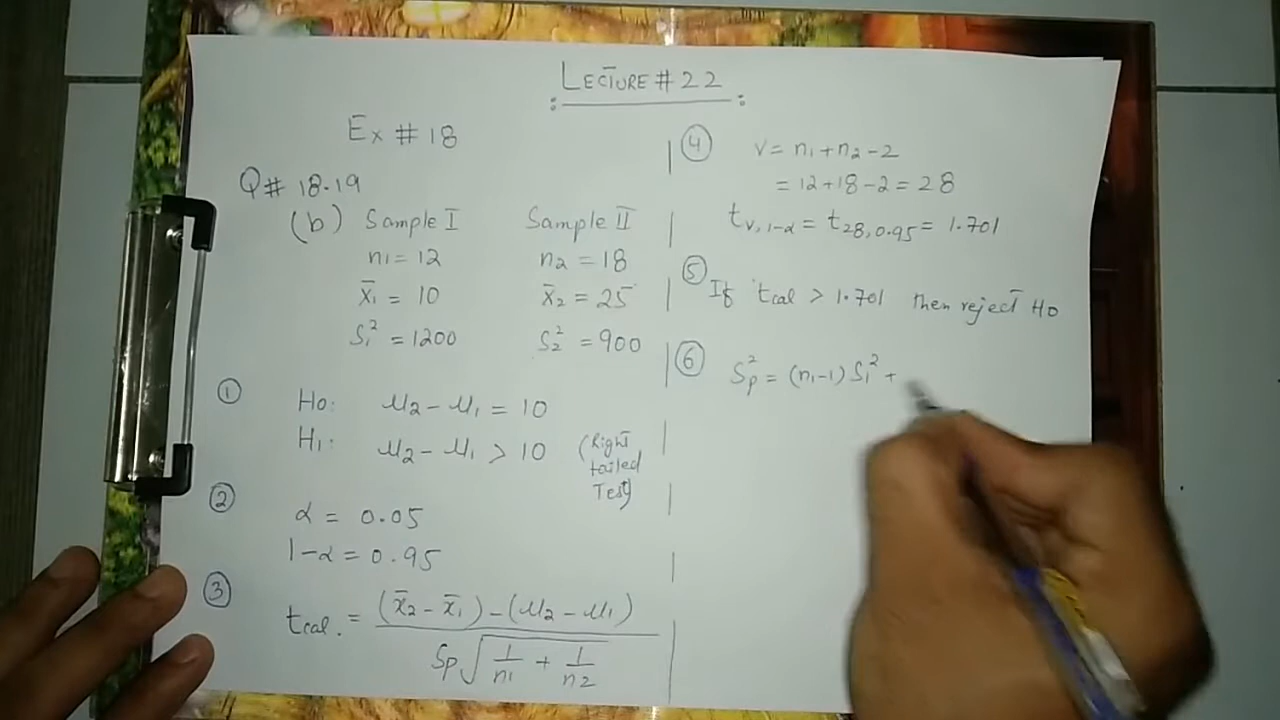 LECTURE # 22
Ex # 18
Q# 18.19
(b) Sample I Sample II
n₁ = 12 n₂ = 18
x̄₁ = 10 x̄₂ = 25
S₁² = 1200 S₂² = 900
① H₀: μ₂ - μ₁ = 10
H₁: μ₂ - μ₁ > 10 (Right tailed Test)
② α = 0.05
1-α = 0.95
③ tcal. = (x̄₂ - x̄₁) - (μ₂ - μ₁) / Sp√(1/n₁ + 1/n₂)
④ v = n₁ + n₂ - 2
= 12 + 18 - 2 = 28
tv, 1-α = t28, 0.95 = 1.701
⑤ If tcal > 1.701 then reject H₀
⑥ Sp² = (n₁-1) S₁² +